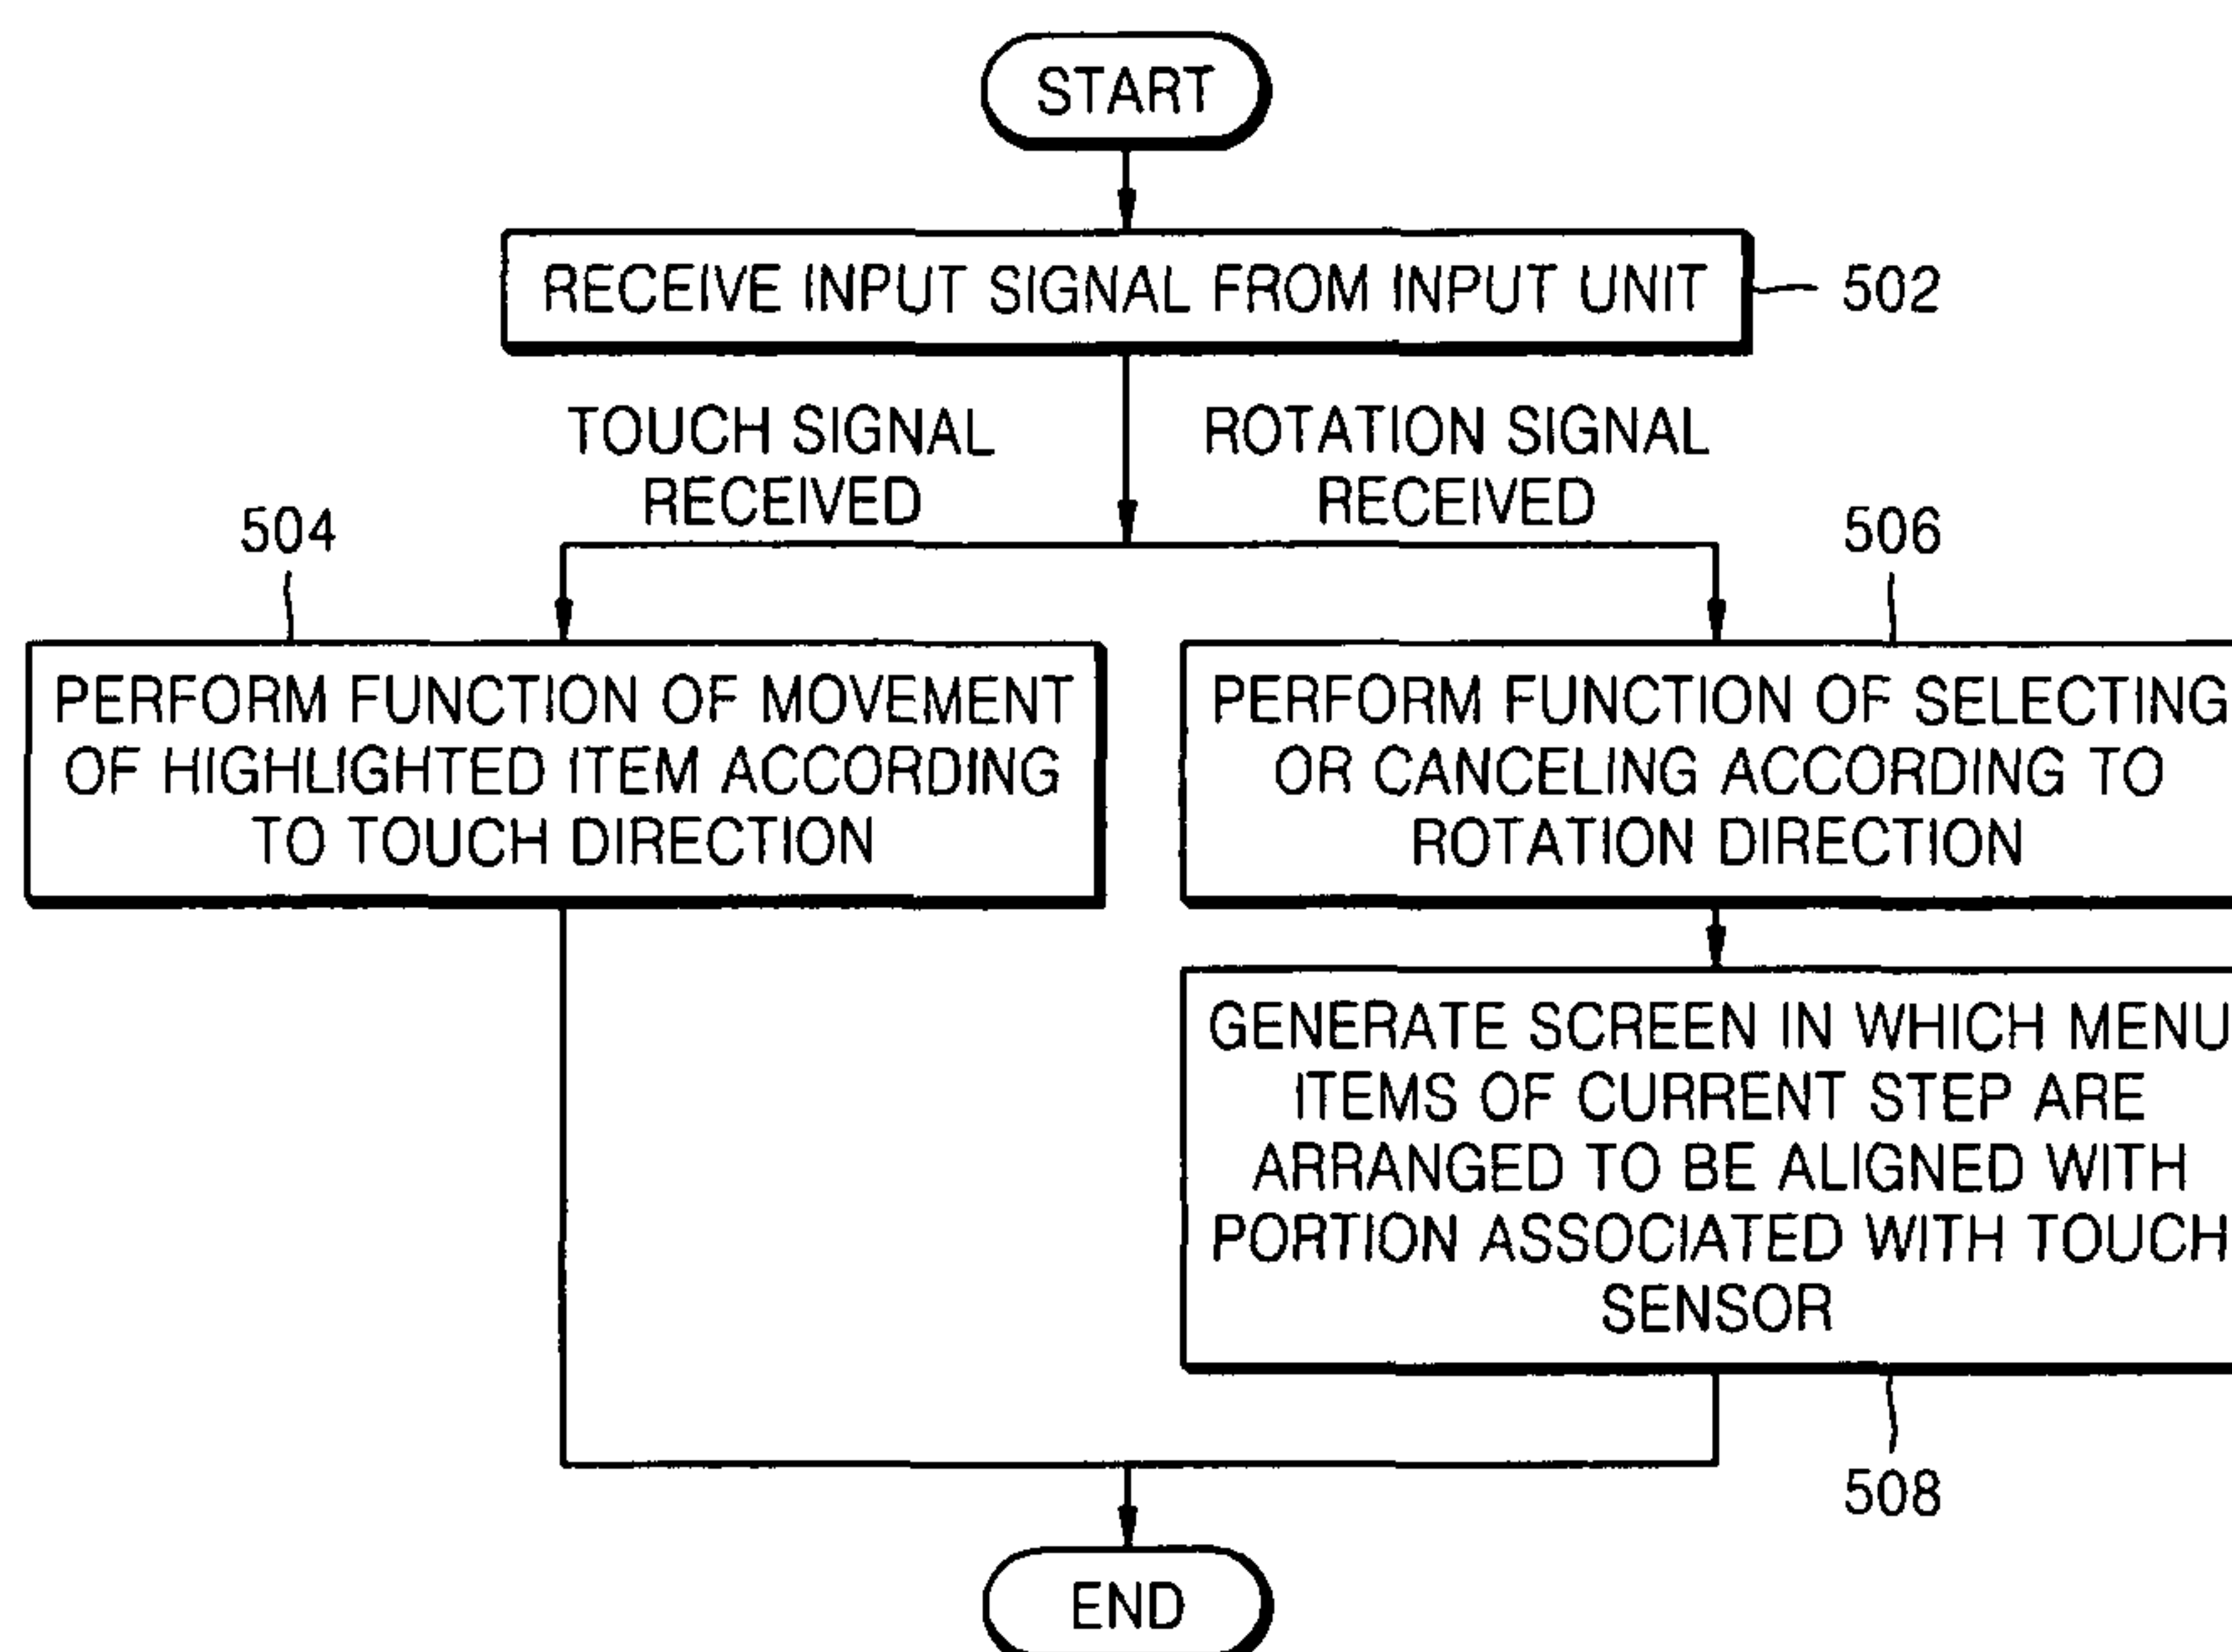 START
RECEIVE INPUT SIGNAL FROM INPUT UNIT
502
TOUCH SIGNAL
RECEIVED
ROTATION SIGNAL
RECEIVED
504
PERFORM FUNCTION OF MOVEMENT
OF HIGHLIGHTED ITEM ACCORDING
TO TOUCH DIRECTION
506
PERFORM FUNCTION OF SELECTING
OR CANCELING ACCORDING TO
ROTATION DIRECTION
GENERATE SCREEN IN WHICH MENU
ITEMS OF CURRENT STEP ARE
ARRANGED TO BE ALIGNED WITH
PORTION ASSOCIATED WITH TOUCH
SENSOR
508
END